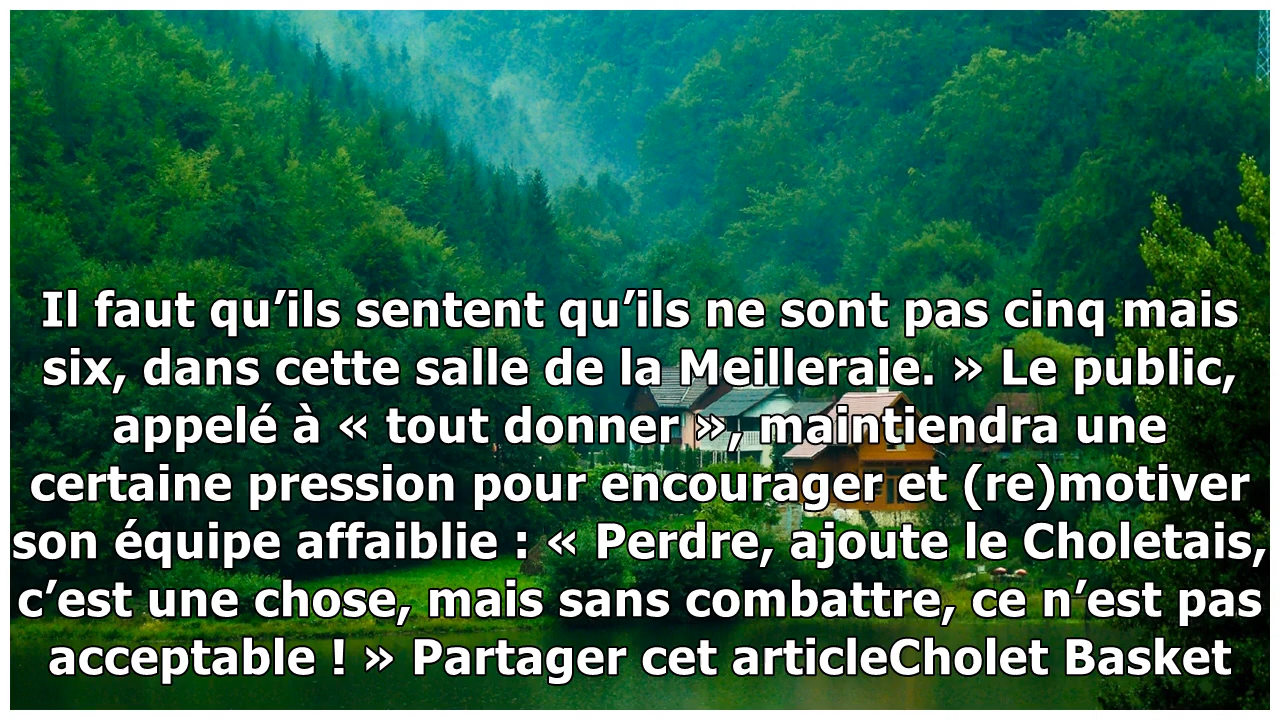 Il faut qu’ils sentent qu’ils ne sont pas cinq mais
six, dans cette salle de la Meilleraie. » Le public,
appelé à « tout donner », maintiendra une
certaine pression pour encourager et (re)motiver
son équipe affaiblie : « Perdre, ajoute le Choletais,
c’est une chose, mais sans combattre, ce n’est pas
acceptable ! » Partager cet articleCholet Basket